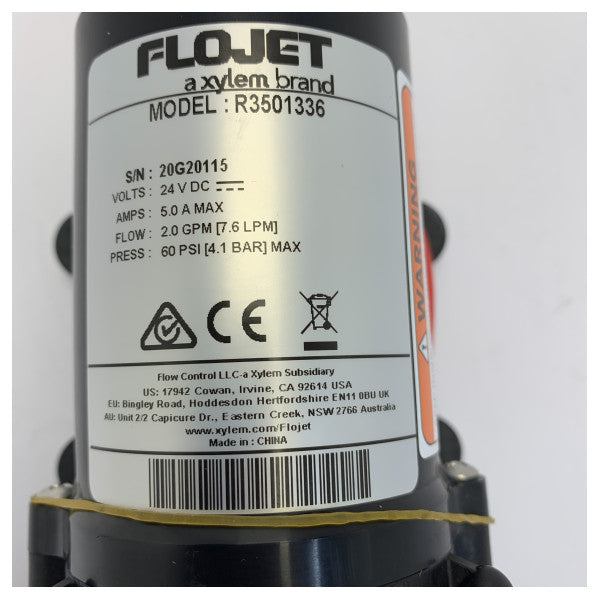 FLOJET
a xylem brand
MODEL : R3501336
S/N : 20G20115
VOLTS : 24 V DC
AMPS : 5.0 A MAX
FLOW : 2.0 GPM [7.6 LPM]
PRESS : 60 PSI [4.1 BAR] MAX
CE
Flow Control LLC-a Xylem Subsidiary
US: 17942 Cowan, Irvine, CA 92614 USA
EU: Bingley Road, Hoddesdon Hertfordshire EN11 0BU UK
AU: Unit 2/2 Capicure Dr., Eastern Creek, NSW 2766 Australia
www.xylem.com/Flojet
Made in : CHINA
WARNING